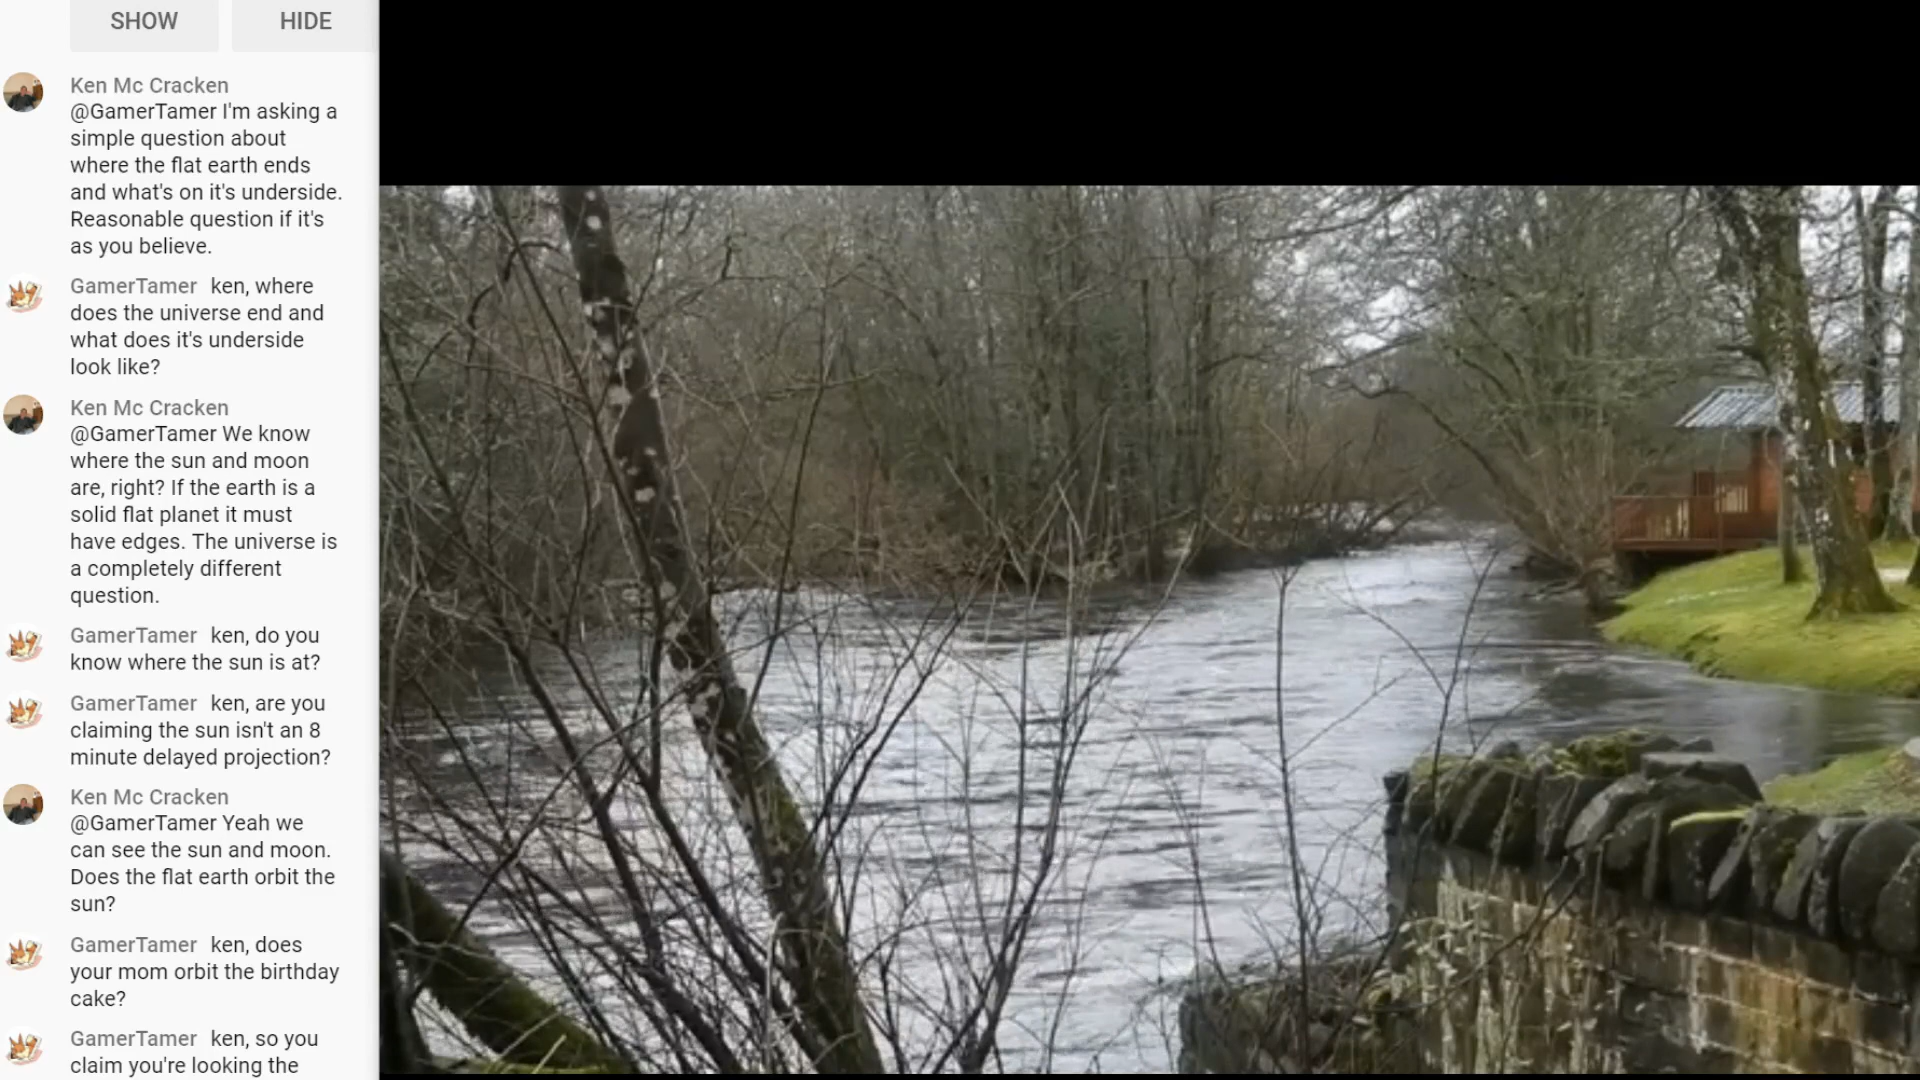 SHOW HIDE
Ken Mc Cracken
@GamerTamer I'm asking a
simple question about
where the flat earth ends
and what's on it's underside.
Reasonable question if it's
as you believe.
GamerTamer ken, where
does the universe end and
what does it's underside
look like?
Ken Mc Cracken
@GamerTamer We know
where the sun and moon
are, right? If the earth is a
solid flat planet it must
have edges. The universe is
a completely different
question.
GamerTamer ken, do you
know where the sun is at?
GamerTamer ken, are you
claiming the sun isn't an 8
minute delayed projection?
Ken Mc Cracken
@GamerTamer Yeah we
can see the sun and moon.
Does the flat earth orbit the
sun?
GamerTamer ken, does
your mom orbit the birthday
cake?
GamerTamer ken, so you
claim you're looking the